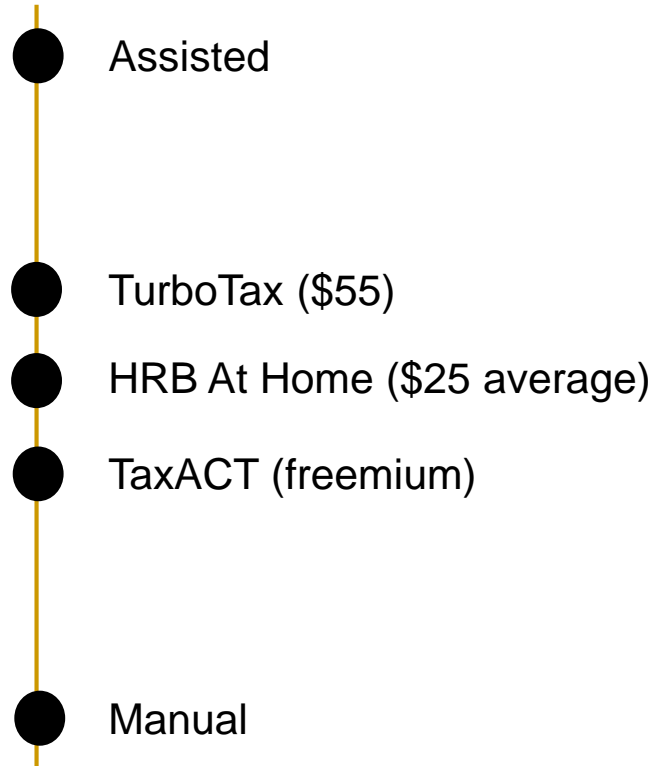 Assisted
TurboTax ($55)
HRB At Home ($25 average)
TaxACT (freemium)
Manual